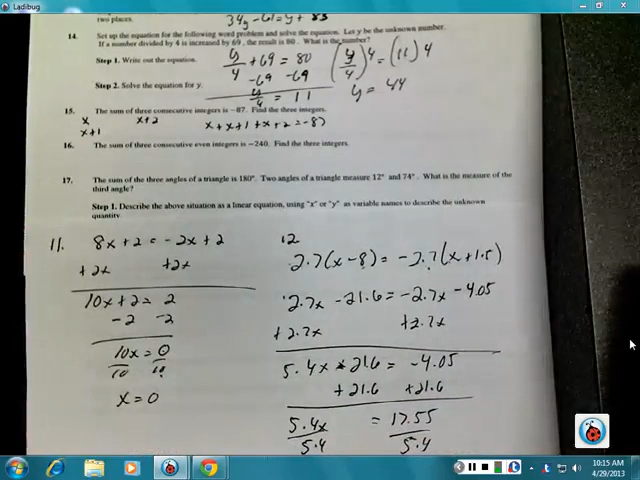 Ladibug
two places.
34y - 61 = y + 83
14. Set up the equation for the following word problem and solve the equation. Let y be the unknown number.
If a number divided by 4 is increased by 69, the result is 80. What is the number?
Step 1. Write out the equation.
y/4 + 69 = 80
-69 -69
y/4 = 11
(y/4)4 = (11)4
y = 44
Step 2. Solve the equation for y.
15. The sum of three consecutive integers is -87. Find the three integers.
x x+2 x+x+1+x+2=-87
x+1
16. The sum of three consecutive even integers is -240. Find the three integers.
17. The sum of the three angles of a triangle is 180°. Two angles of a triangle measure 12° and 74°. What is the measure of the
third angle?
Step 1. Describe the above situation as a linear equation, using "x" or "y" as variable names to describe the unknown
quantity.
11. 8x+2=-2x+2
+2x +2x
10x+2= 2
-2 -2
10x = 0
10 10
x=0
12
2.7(x-8)=-2.7(x+1.5)
2.7x -21.6=-2.7x -4.05
+2.7x +2.7x
5.4x -21.6= -4.05
+21.6 +21.6
5.4x = 17.55
5.4 5.4
10:15 AM
4/29/2013